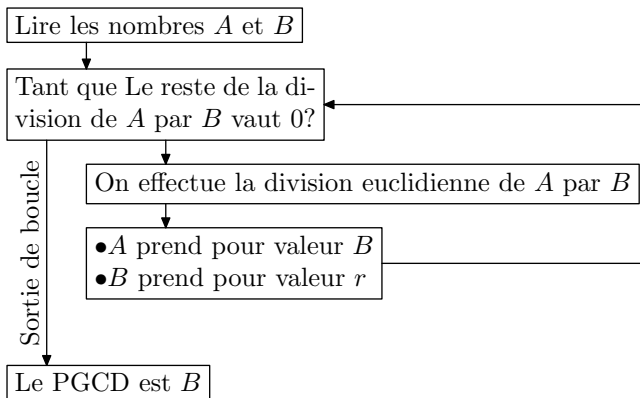 Lire les nombres A et B
Tant que Le reste de la di-
vision de A par B vaut 0?
On effectue la division euclidienne de A par B
•A prend pour valeur B
•B prend pour valeur r
Sortie de boucle
Le PGCD est B